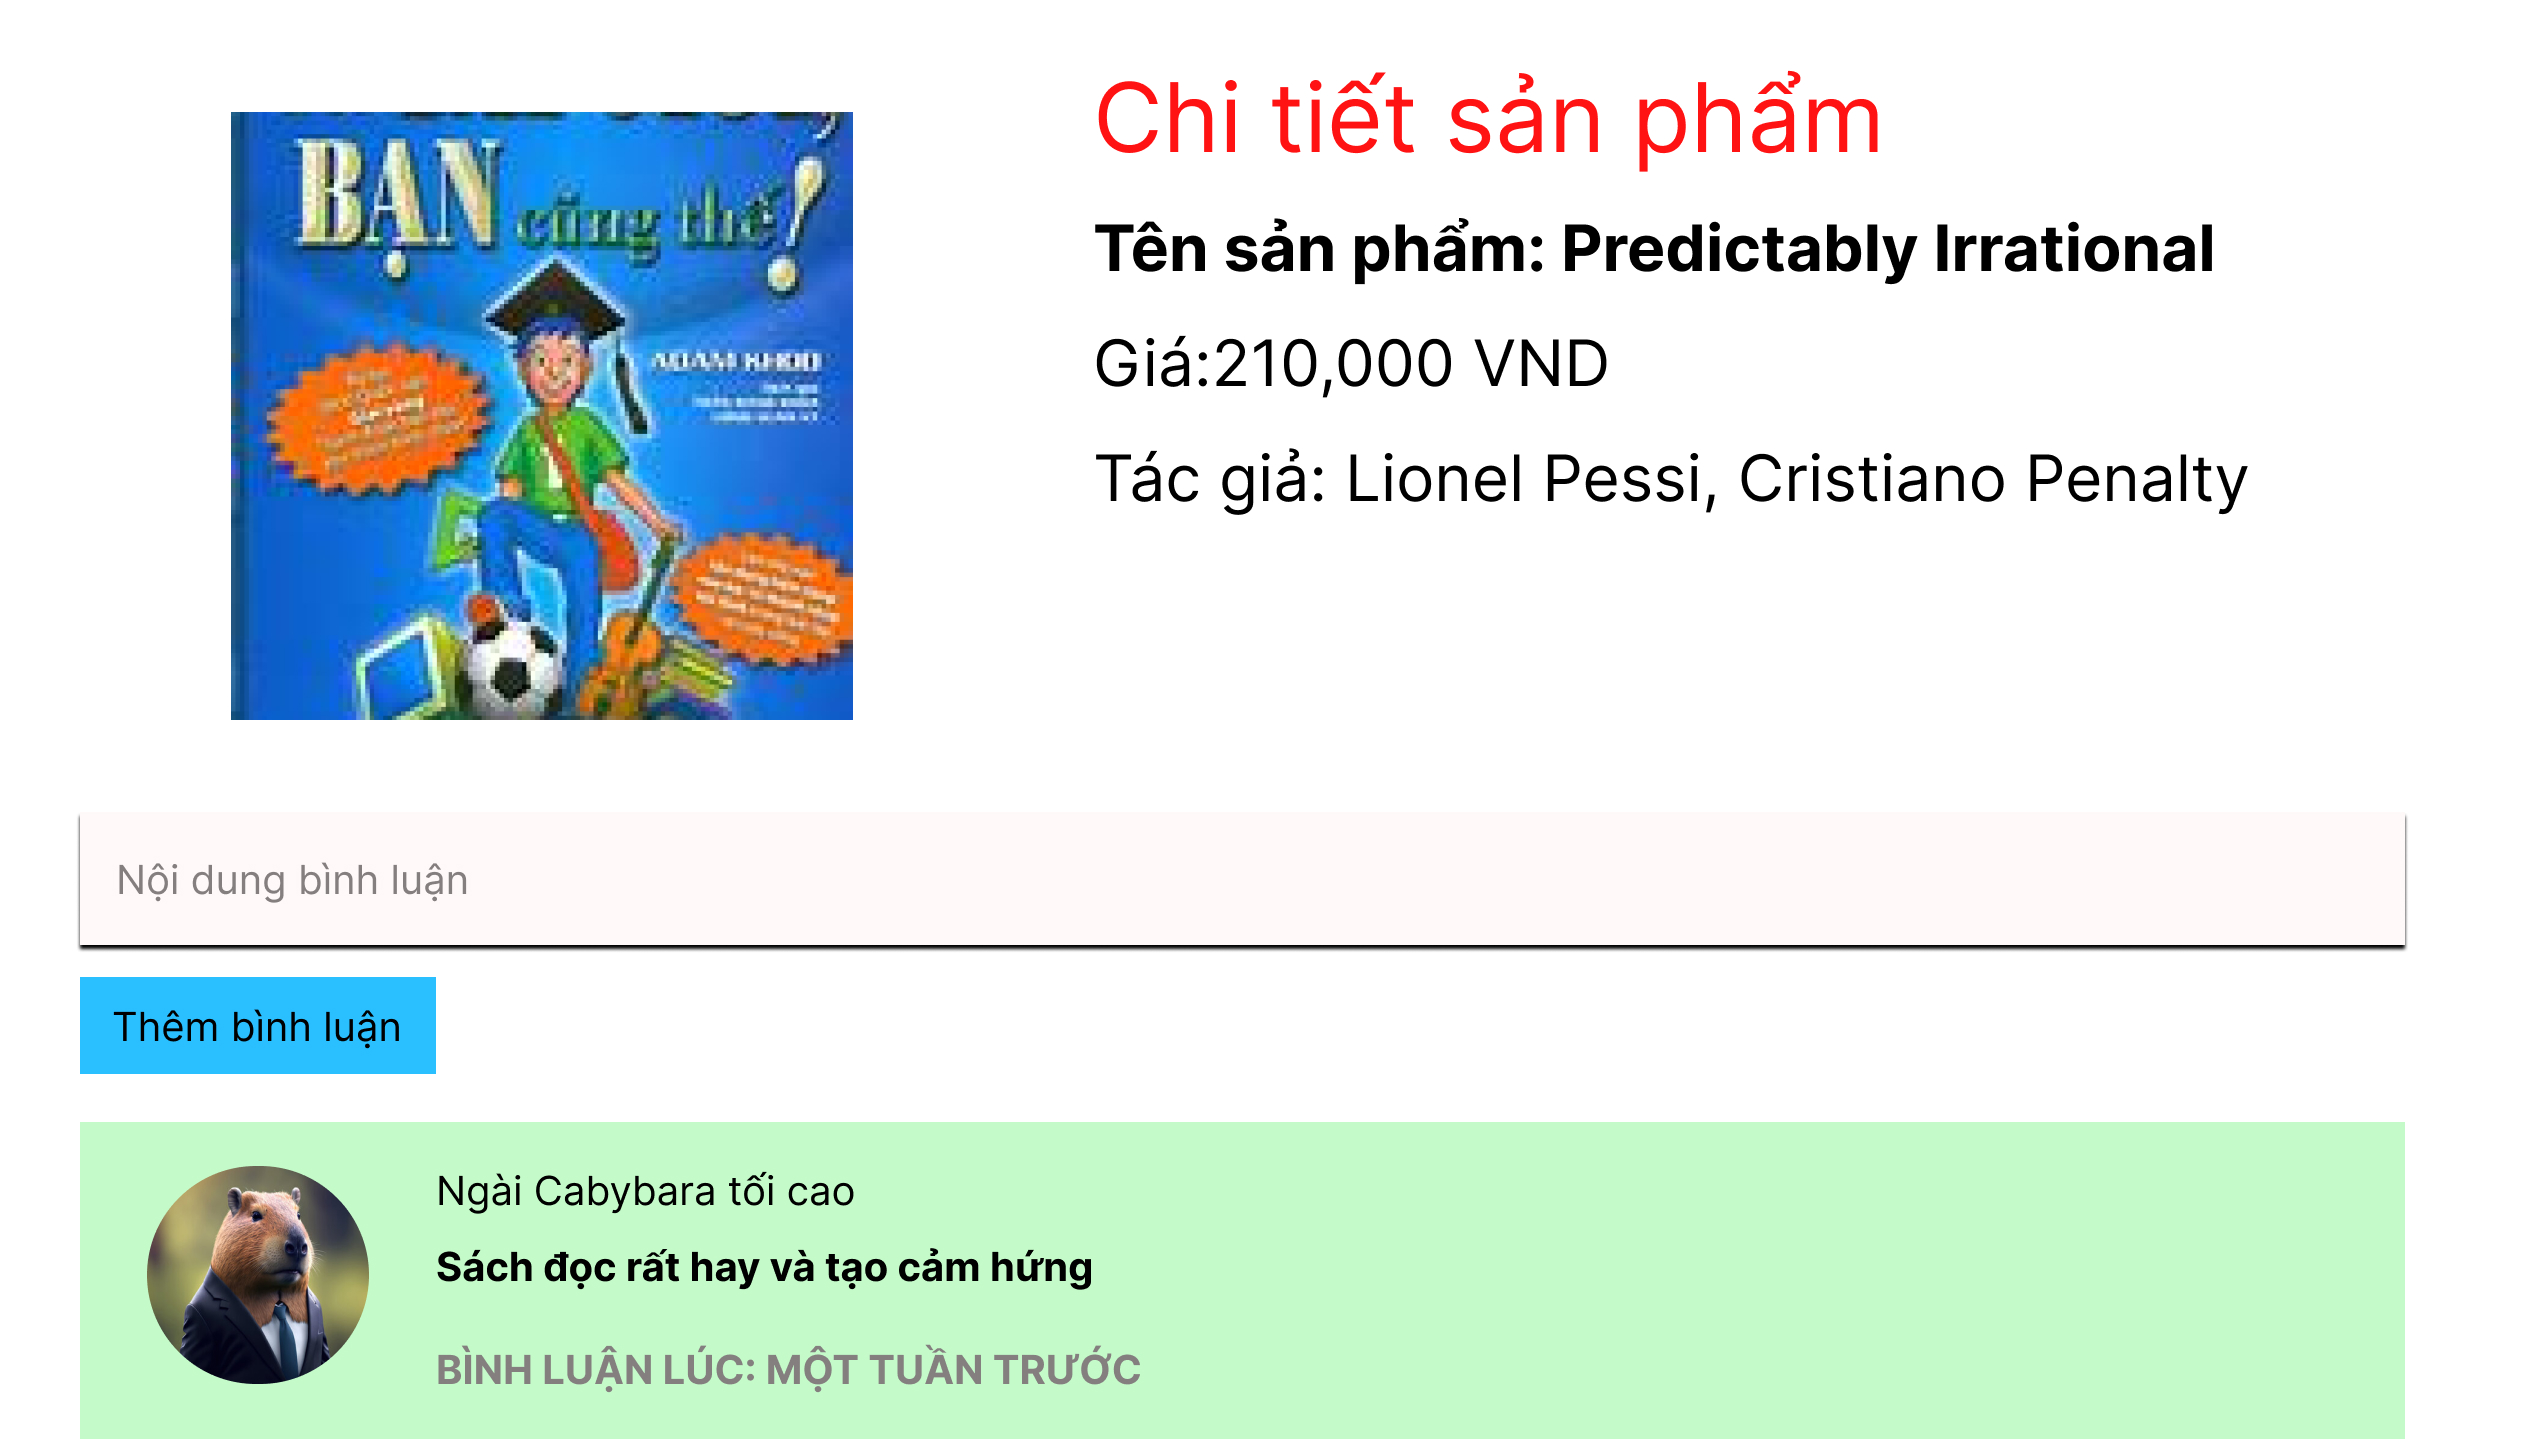 BẠN cũng thế!
ADAM KHOO
Chi tiết sản phẩm
Tên sản phẩm: Predictably Irrational
Giá:210,000 VND
Tác giả: Lionel Pessi, Cristiano Penalty
Nội dung bình luận
Thêm bình luận
Ngài Cabybara tối cao
Sách đọc rất hay và tạo cảm hứng
BÌNH LUẬN LÚC: MỘT TUẦN TRƯỚC